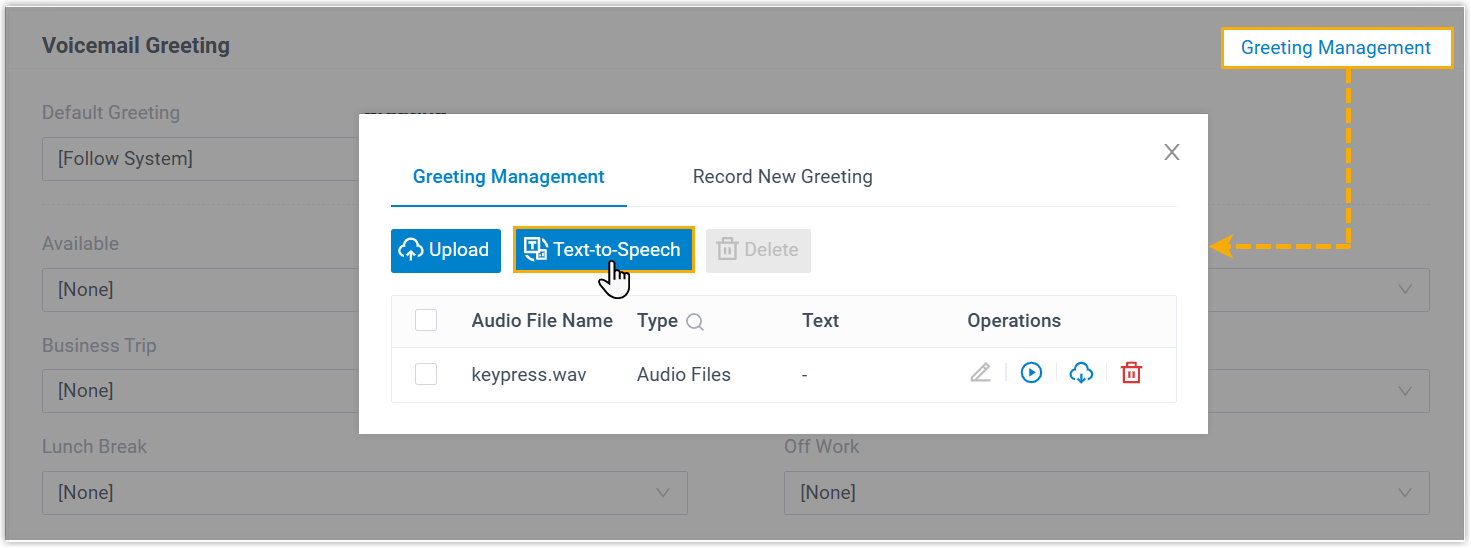 Voicemail Greeting
Greeting Management
Default Greeting
[Follow System]
Greeting Management Record New Greeting
Upload Text-to-Speech Delete
Audio File Name Type Text Operations
keypress.wav Audio Files -
Available
[None]
Business Trip
[None]
Lunch Break
[None]
Off Work
[None]